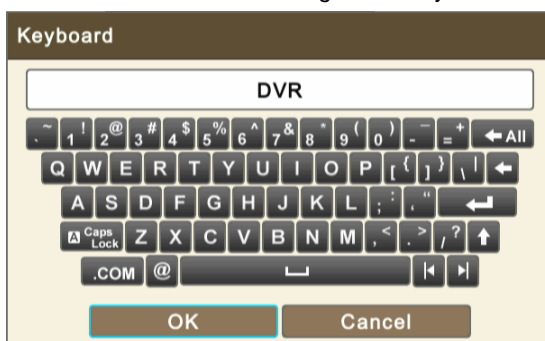 Keyboard
DVR
` ~ 1 ! 2 @ 3 # 4 $ 5 % 6 ^ 7 & 8 * 9 ( 0 ) - _ = + ← All
Q W E R T Y U I O P [ { ] } \ | ←
A S D F G H J K L ; : ‘ “ ↵
A Caps Lock Z X C V B N M , < . > / ? ↑
.COM @
OK Cancel